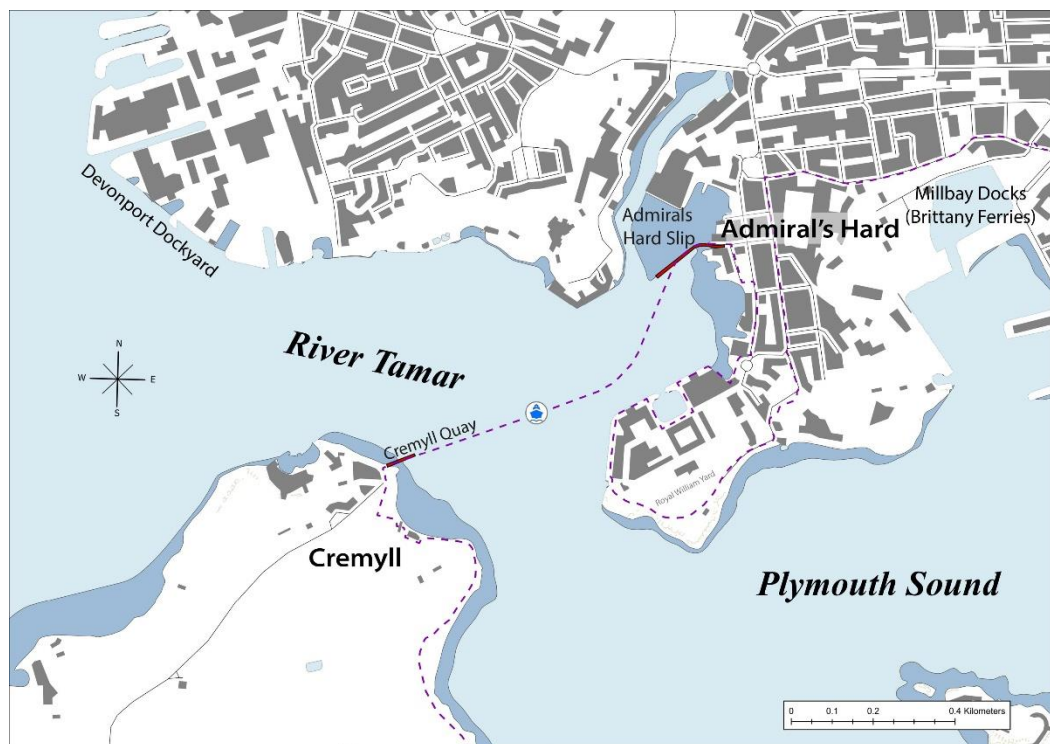 Devonport Dockyard
Admirals
Hard Slip
Admiral's Hard
Millbay Docks
(Brittany Ferries)
River Tamar
N
W E
S
Cremyll Quay
Royal William Yard
Cremyll
Plymouth Sound
0 0.1 0.2 0.4 Kilometers